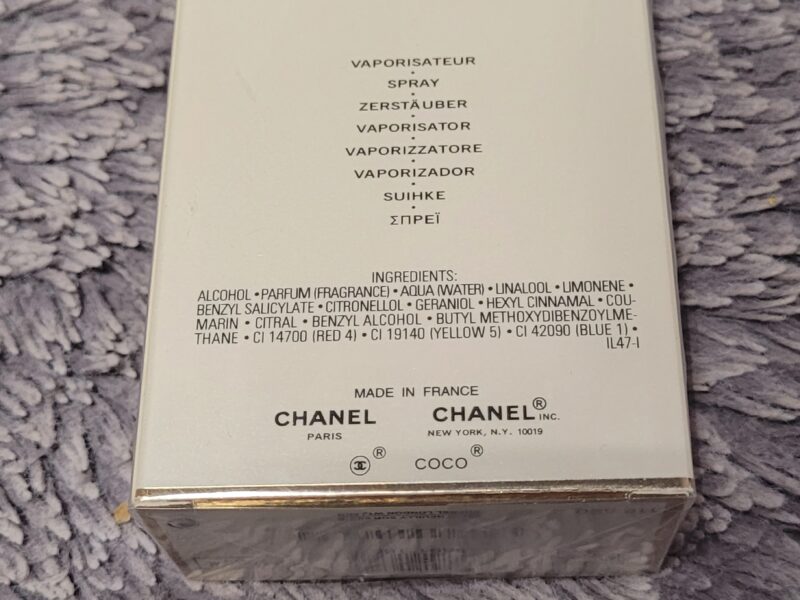 VAPORISATEUR
•
SPRAY
•
ZERSTÄUBER
•
VAPORISATOR
•
VAPORIZZATORE
•
VAPORIZADOR
•
SUIHKE
•
ΣΠΡΕΪ
INGREDIENTS:
ALCOHOL • PARFUM (FRAGRANCE) • AQUA (WATER) • LINALOOL • LIMONENE •
BENZYL SALICYLATE • CITRONELLOL • GERANIOL • HEXYL CINNAMAL • COU-
MARIN • CITRAL • BENZYL ALCOHOL • BUTYL METHOXYDIBENZOYLME-
THANE • CI 14700 (RED 4) • CI 19140 (YELLOW 5) • CI 42090 (BLUE 1) •
IL47-I
MADE IN FRANCE
CHANEL CHANEL® INC.
PARIS NEW YORK, N.Y. 10019
® COCO®